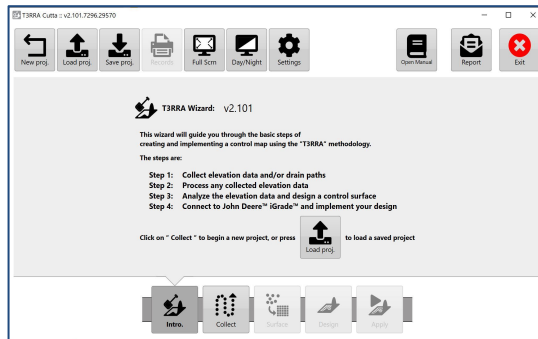 T3RRA Cutta :: v2.101.7296.29570
New proj.
Load proj.
Save proj.
Records
Full Scrn
Day/Night
Settings
Open Manual
Report
Exit
T3RRA Wizard: v2.101
This wizard will guide you through the basic steps of
creating and implementing a control map using the "T3RRA" methodology.
The steps are:
Step 1: Collect elevation data and/or drain paths
Step 2: Process any collected elevation data
Step 3: Analyze the elevation data and design a control surface
Step 4: Connect to John Deere™ iGrade™ and implement your design
Click on " Collect " to begin a new project, or press
Load proj.
to load a saved project
Intro.
Collect
Surface
Design
Apply